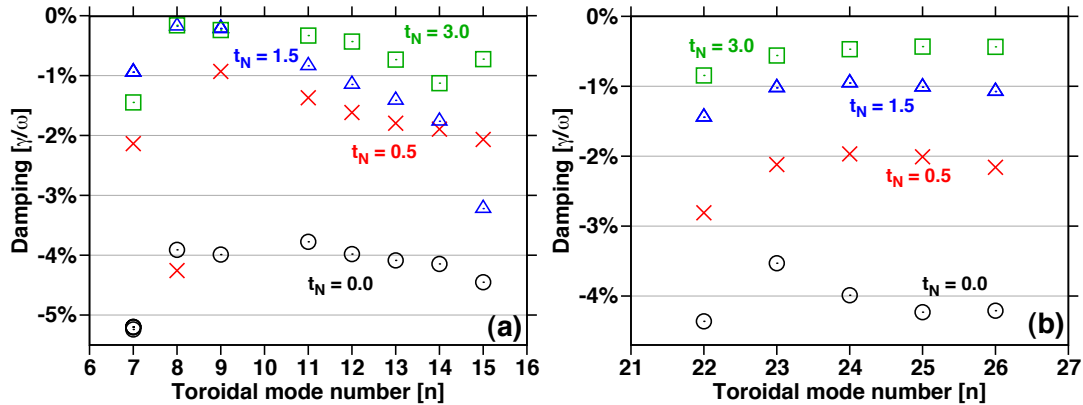 0%
-1%
-2%
-3%
-4%
-5%
Damping [γ/ω]
t_N = 3.0
t_N = 1.5
t_N = 0.5
t_N = 0.0
(a)
6 7 8 9 10 11 12 13 14 15 16
Toroidal mode number [n]
0%
-1%
-2%
-3%
-4%
Damping [γ/ω]
t_N = 3.0
t_N = 1.5
t_N = 0.5
t_N = 0.0
(b)
21 22 23 24 25 26 27
Toroidal mode number [n]